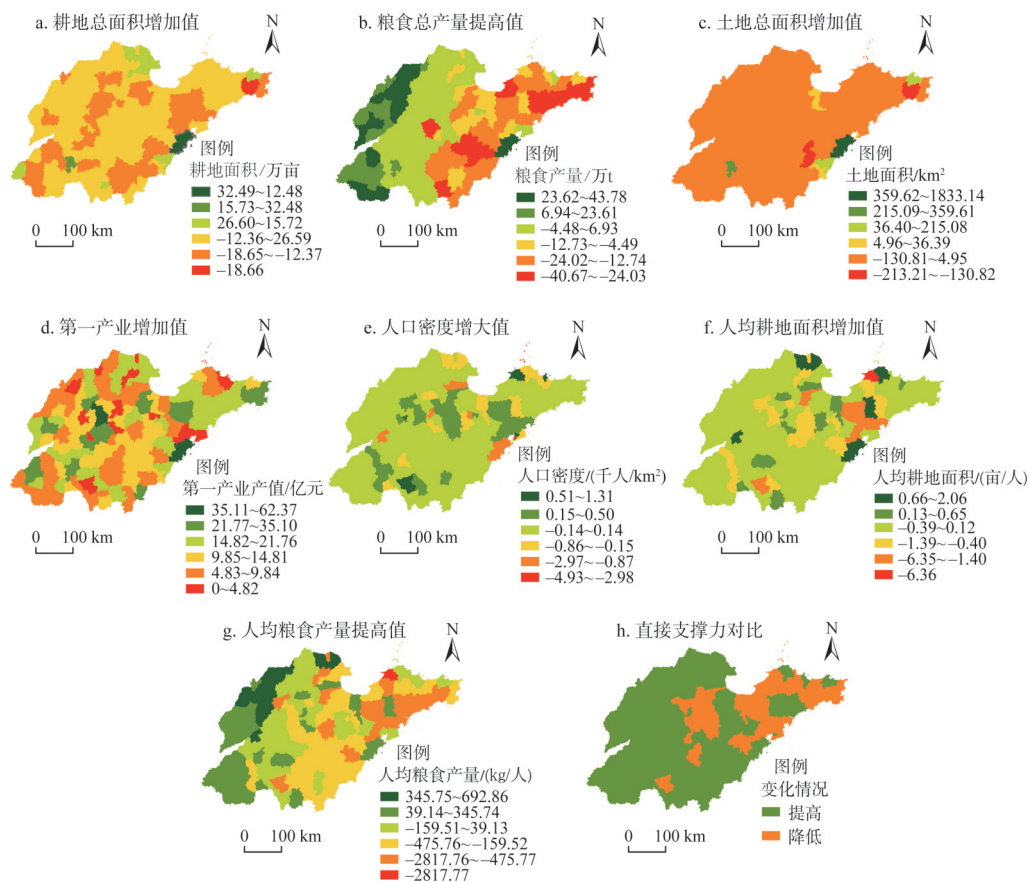 a. 耕地总面积增加值
N
图例
耕地面积/万亩
32.49~12.48
15.73~32.48
26.60~15.72
−12.36~26.59
−18.65~−12.37
−18.66
0 100 km
b. 粮食总产量提高值
N
图例
粮食产量/万t
23.62~43.78
6.94~23.61
−4.48~6.93
−12.73~−4.49
−24.02~−12.74
−40.67~−24.03
0 100 km
c. 土地总面积增加值
N
图例
土地面积/km²
359.62~1833.14
215.09~359.61
36.40~215.08
4.96~36.39
−130.81~4.95
−213.21~−130.82
0 100 km
d. 第一产业增加值
N
图例
第一产业产值/亿元
35.11~62.37
21.77~35.10
14.82~21.76
9.85~14.81
4.83~9.84
0~4.82
0 100 km
e. 人口密度增大值
N
图例
人口密度/(千人/km²)
0.51~1.31
0.15~0.50
−0.14~0.14
−0.86~−0.15
−2.97~−0.87
−4.93~−2.98
0 100 km
f. 人均耕地面积增加值
N
图例
人均耕地面积/(亩/人)
0.66~2.06
0.13~0.65
−0.39~0.12
−1.39~−0.40
−6.35~−1.40
−6.36
0 100 km
g. 人均粮食产量提高值
N
图例
人均粮食产量/(kg/人)
345.75~692.86
39.14~345.74
−159.51~39.13
−475.76~−159.52
−2817.76~−475.77
−2817.77
0 100 km
h. 直接支撑力对比
N
图例
变化情况
提高
降低
0 100 km